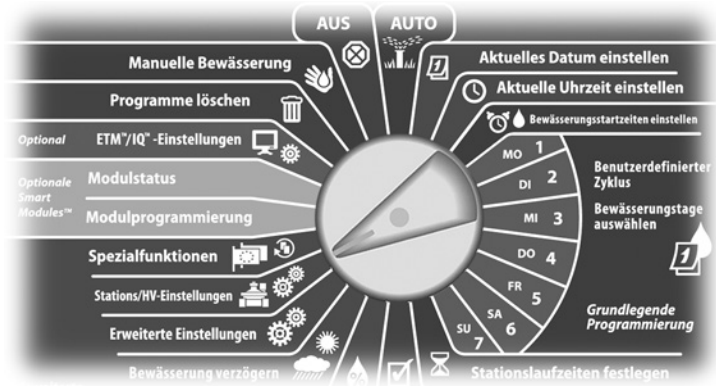 AUS
AUTO
Manuelle Bewässerung
Programme löschen
Optional
ETM™/IQ™ -Einstellungen
Optionale
Smart
Modules™
Modulstatus
Modulprogrammierung
Spezialfunktionen
Stations/HV-Einstellungen
Erweiterte Einstellungen
Bewässerung verzögern
1
Aktuelles Datum einstellen
Aktuelle Uhrzeit einstellen
Bewässerungsstartzeiten einstellen
MO 1
DI 2
MI 3
DO 4
FR 5
SA 6
SU 7
Benutzerdefinierter
Zyklus
Bewässerungstage
auswählen
1
Grundlegende
Programmierung
Stationslaufzeiten festlegen
%